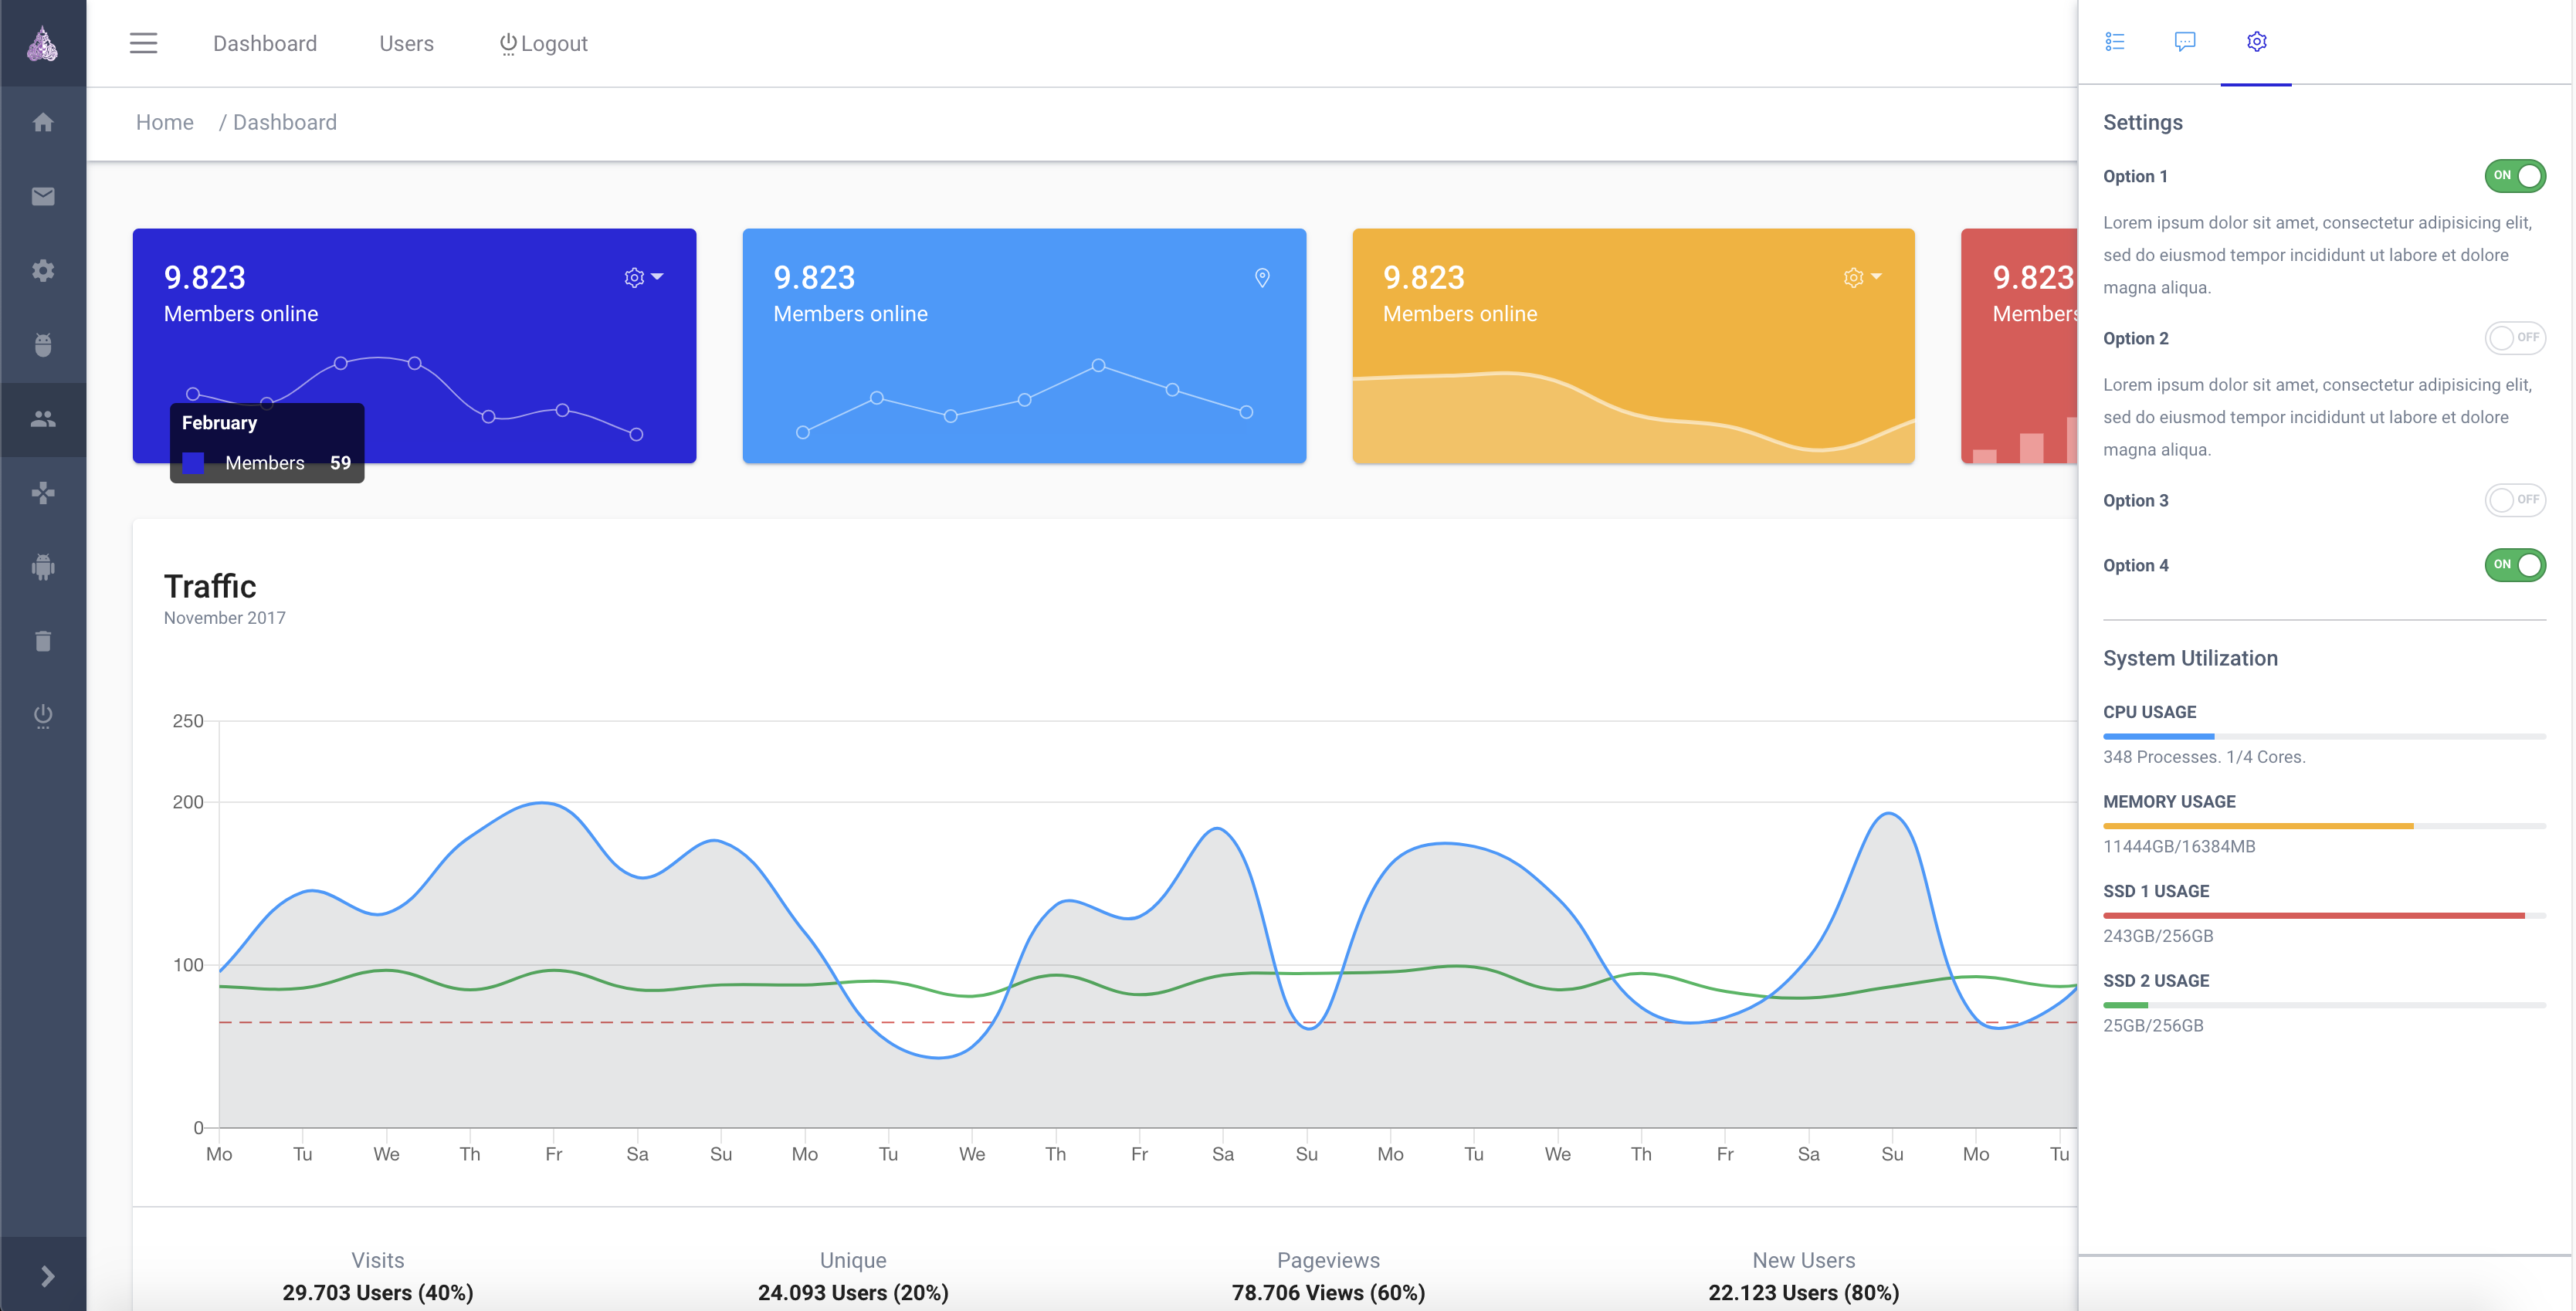 Dashboard Users Logout
Home / Dashboard
9.823
Members online
February
Members 59
9.823
Members online
9.823
Members online
9.823
Members
Traffic
November 2017
250
200
100
0
Mo Tu We Th Fr Sa Su Mo Tu We Th Fr Sa Su Mo Tu We Th Fr Sa Su Mo Tu
Visits
29.703 Users (40%)
Unique
24.093 Users (20%)
Pageviews
78.706 Views (60%)
New Users
22.123 Users (80%)
Settings
Option 1 ON
Lorem ipsum dolor sit amet, consectetur adipisicing elit,
sed do eiusmod tempor incididunt ut labore et dolore
magna aliqua.
Option 2 OFF
Lorem ipsum dolor sit amet, consectetur adipisicing elit,
sed do eiusmod tempor incididunt ut labore et dolore
magna aliqua.
Option 3 OFF
Option 4 ON
System Utilization
CPU USAGE
348 Processes. 1/4 Cores.
MEMORY USAGE
11444GB/16384MB
SSD 1 USAGE
243GB/256GB
SSD 2 USAGE
25GB/256GB